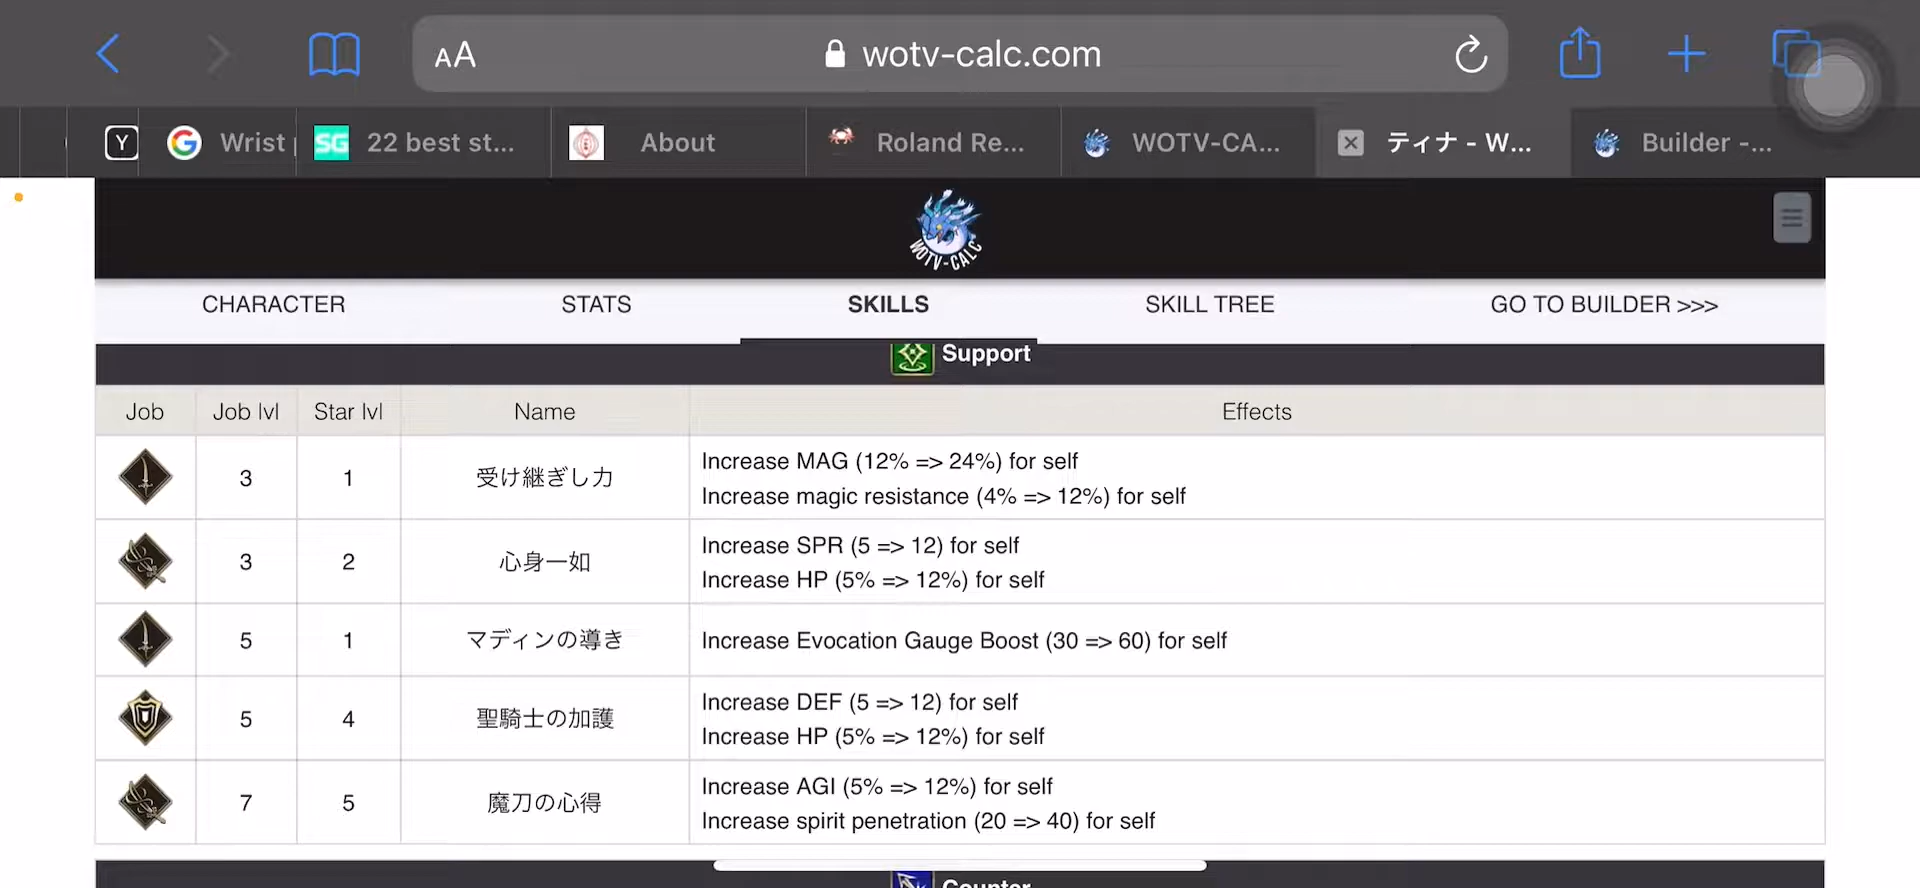 AA wotv-calc.com
Y Wrist SG 22 best st... About Roland Re... WOTV-CA... ティナ - W... Builder -...
WOTV-CALC
CHARACTER STATS SKILLS SKILL TREE GO TO BUILDER >>>
Support
Job Job lvl Star lvl Name Effects
3 1 受け継ぎし力 Increase MAG (12% => 24%) for self
Increase magic resistance (4% => 12%) for self
3 2 心身一如 Increase SPR (5 => 12) for self
Increase HP (5% => 12%) for self
5 1 マディンの導き Increase Evocation Gauge Boost (30 => 60) for self
5 4 聖騎士の加護 Increase DEF (5 => 12) for self
Increase HP (5% => 12%) for self
7 5 魔刀の心得 Increase AGI (5% => 12%) for self
Increase spirit penetration (20 => 40) for self
Counter